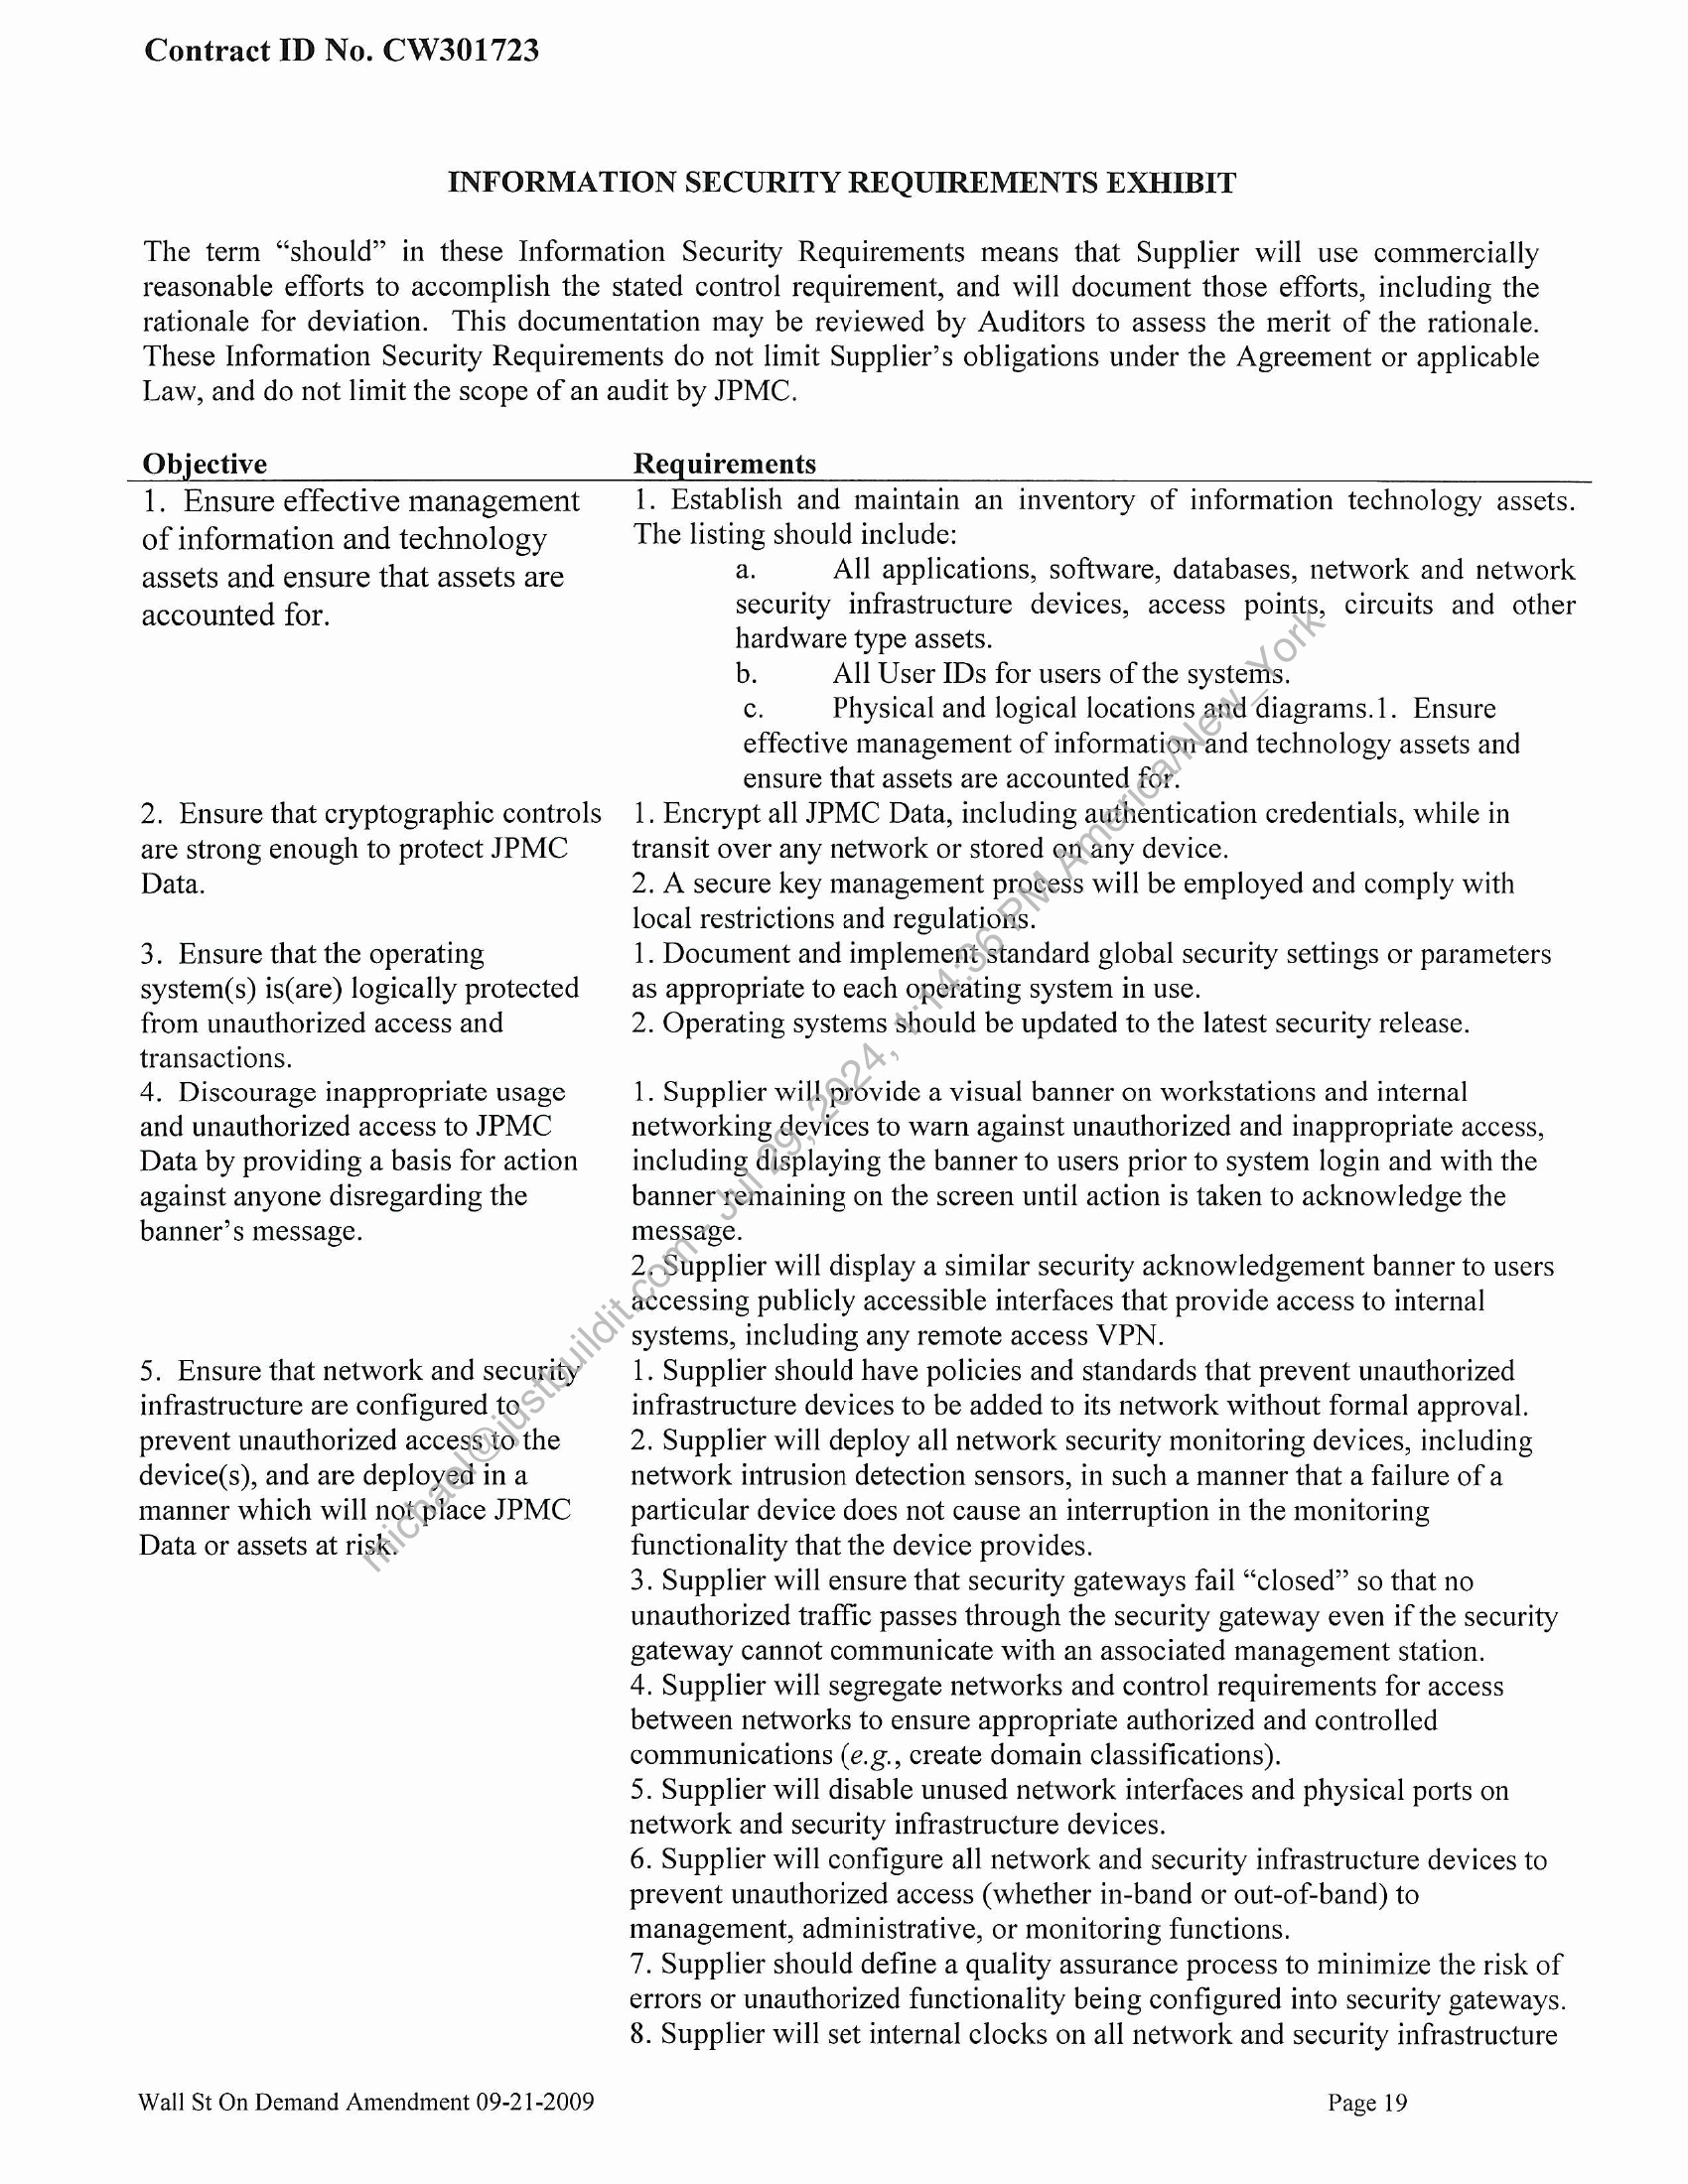 Contract ID No. CW301723
INFORMATION SECURITY REQUIREMENTS EXHIBIT
The term “should” in these Information Security Requirements means that Supplier will use commercially
reasonable efforts to accomplish the stated control requirement, and will document those efforts, including the
rationale for deviation. This documentation may be reviewed by Auditors to assess the merit of the rationale.
These Information Security Requirements do not limit Supplier’s obligations under the Agreement or applicable
Law, and do not limit the scope of an audit by JPMC.
Objective
1. Ensure effective management
of information and technology
assets and ensure that assets are
accounted for.
Requirements
1. Establish and maintain an inventory of information technology assets.
The listing should include:
a. All applications, software, databases, network and network
security infrastructure devices, access points, circuits and other
hardware type assets.
b. All User IDs for users of the systems.
c. Physical and logical locations and diagrams.1. Ensure
effective management of information and technology assets and
ensure that assets are accounted for.
2. Ensure that cryptographic controls
are strong enough to protect JPMC
Data.
1. Encrypt all JPMC Data, including authentication credentials, while in
transit over any network or stored on any device.
2. A secure key management process will be employed and comply with
local restrictions and regulations.
3. Ensure that the operating
system(s) is(are) logically protected
from unauthorized access and
transactions.
1. Document and implement standard global security settings or parameters
as appropriate to each operating system in use.
2. Operating systems should be updated to the latest security release.
4. Discourage inappropriate usage
and unauthorized access to JPMC
Data by providing a basis for action
against anyone disregarding the
banner’s message.
1. Supplier will provide a visual banner on workstations and internal
networking devices to warn against unauthorized and inappropriate access,
including displaying the banner to users prior to system login and with the
banner remaining on the screen until action is taken to acknowledge the
message.
2. Supplier will display a similar security acknowledgement banner to users
accessing publicly accessible interfaces that provide access to internal
systems, including any remote access VPN.
5. Ensure that network and security
infrastructure are configured to
prevent unauthorized access to the
device(s), and are deployed in a
manner which will not place JPMC
Data or assets at risk.
1. Supplier should have policies and standards that prevent unauthorized
infrastructure devices to be added to its network without formal approval.
2. Supplier will deploy all network security monitoring devices, including
network intrusion detection sensors, in such a manner that a failure of a
particular device does not cause an interruption in the monitoring
functionality that the device provides.
3. Supplier will ensure that security gateways fail “closed” so that no
unauthorized traffic passes through the security gateway even if the security
gateway cannot communicate with an associated management station.
4. Supplier will segregate networks and control requirements for access
between networks to ensure appropriate authorized and controlled
communications (e.g., create domain classifications).
5. Supplier will disable unused network interfaces and physical ports on
network and security infrastructure devices.
6. Supplier will configure all network and security infrastructure devices to
prevent unauthorized access (whether in-band or out-of-band) to
management, administrative, or monitoring functions.
7. Supplier should define a quality assurance process to minimize the risk of
errors or unauthorized functionality being configured into security gateways.
8. Supplier will set internal clocks on all network and security infrastructure
Wall St On Demand Amendment 09-21-2009
Page 19
michael@justbuildit.com - Jul 29, 2024, 1:14:36 PM America/New_York